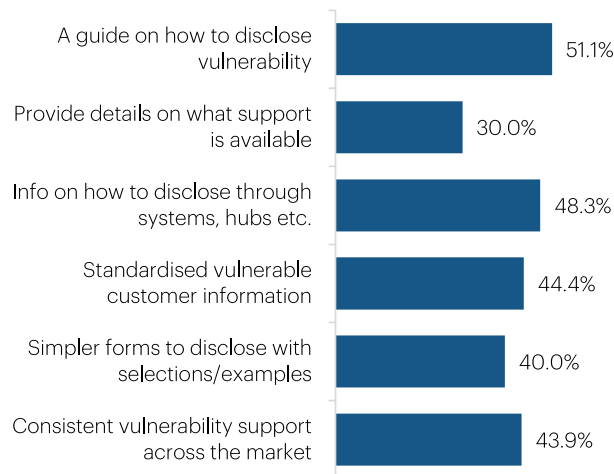 A guide on how to disclose
vulnerability
51.1%
Provide details on what support
is available
30.0%
Info on how to disclose through
systems, hubs etc.
48.3%
Standardised vulnerable
customer information
44.4%
Simpler forms to disclose with
selections/examples
40.0%
Consistent vulnerability support
across the market
43.9%